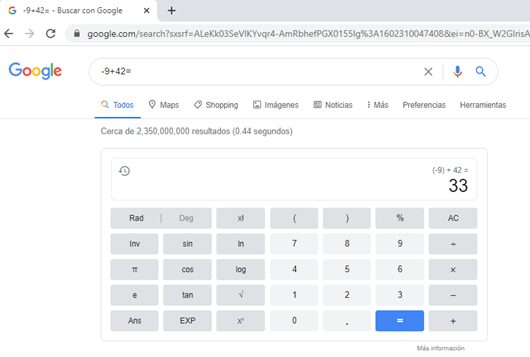 -9+42= - Buscar con Google
google.com/search?sxsrf=ALeKk03SeVIKYvqr4-AmRbhefPGX0155Ig%3A1602310047408&ei=n0-BX_W2GIrisA
Google
-9+42=
Todos Maps Shopping Imágenes Noticias Más Preferencias Herramientas
Cerca de 2,350,000,000 resultados (0.44 segundos)
(-9) + 42 =
33
Rad | Deg x! ( ) % AC
Inv sin ln 7 8 9 ÷
π cos log 4 5 6 ×
e tan √ 1 2 3 −
Ans EXP xʸ 0 . = +
Más información